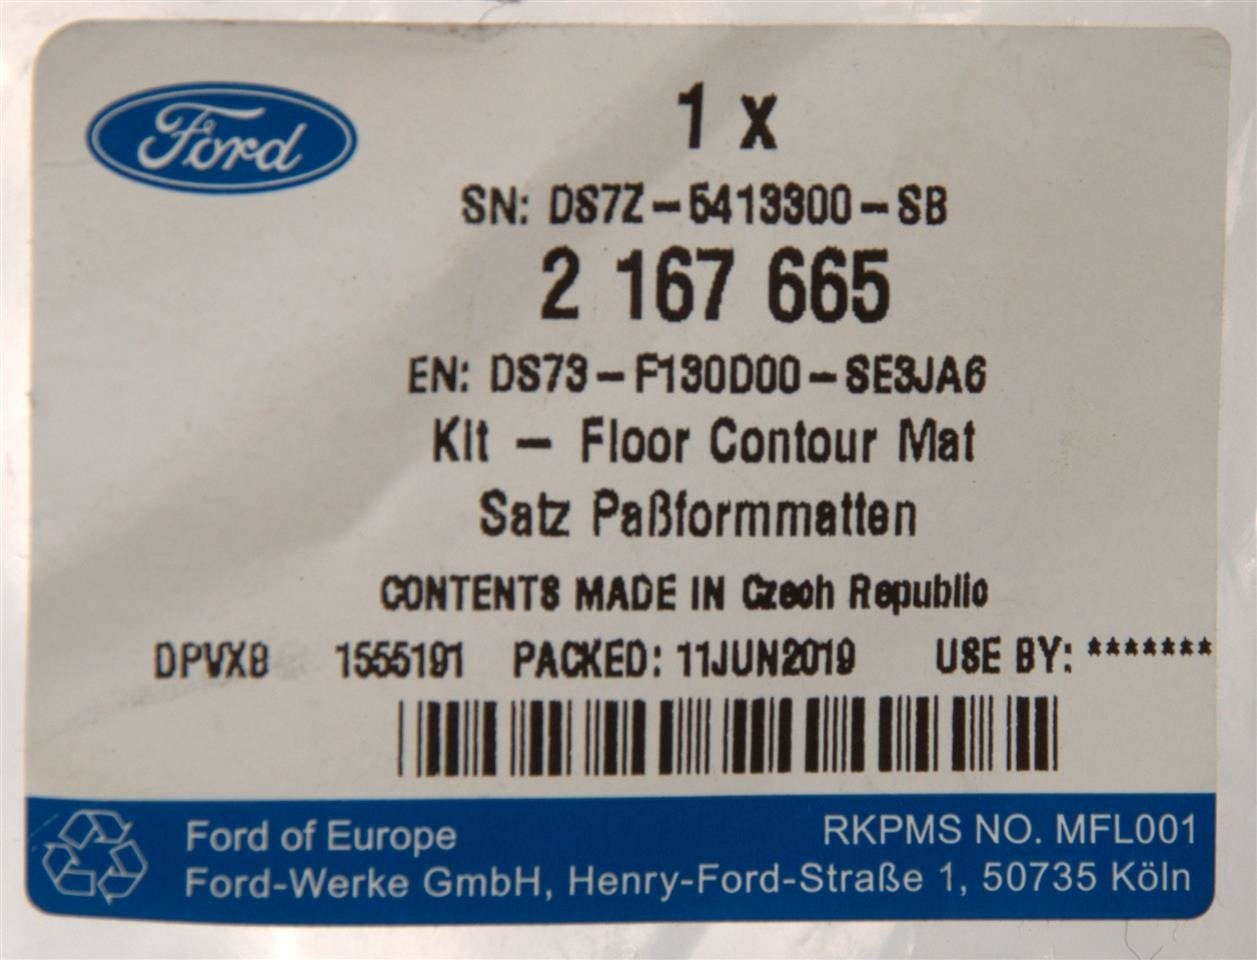 Ford
1 x
SN: DS7Z-5413300-SB
2 167 665
EN: DS73-F130D00-SE3JA6
Kit - Floor Contour Mat
Satz Paßformmatten
CONTENTS MADE IN Czech Republic
DPVXB 1555191 PACKED: 11JUN2019 USE BY: *******
Ford of Europe RKPMS NO. MFL001
Ford-Werke GmbH, Henry-Ford-Straße 1, 50735 Köln